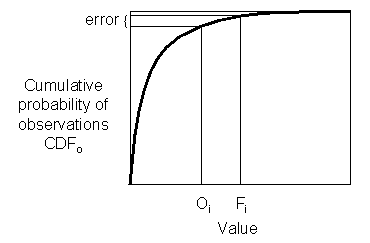 error {
Cumulative
probability of
observations
CDFo
Oi Fi
Value